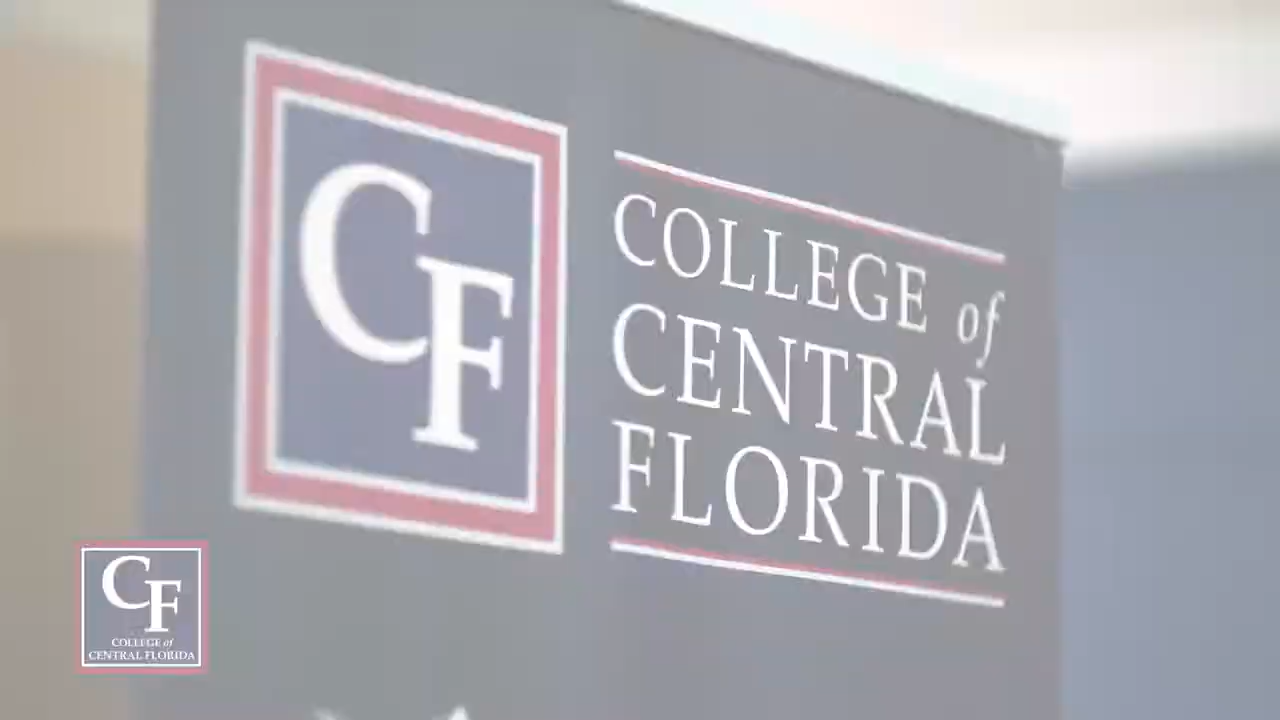 CF
COLLEGE of
CENTRAL
FLORIDA
CF
COLLEGE of
CENTRAL FLORIDA